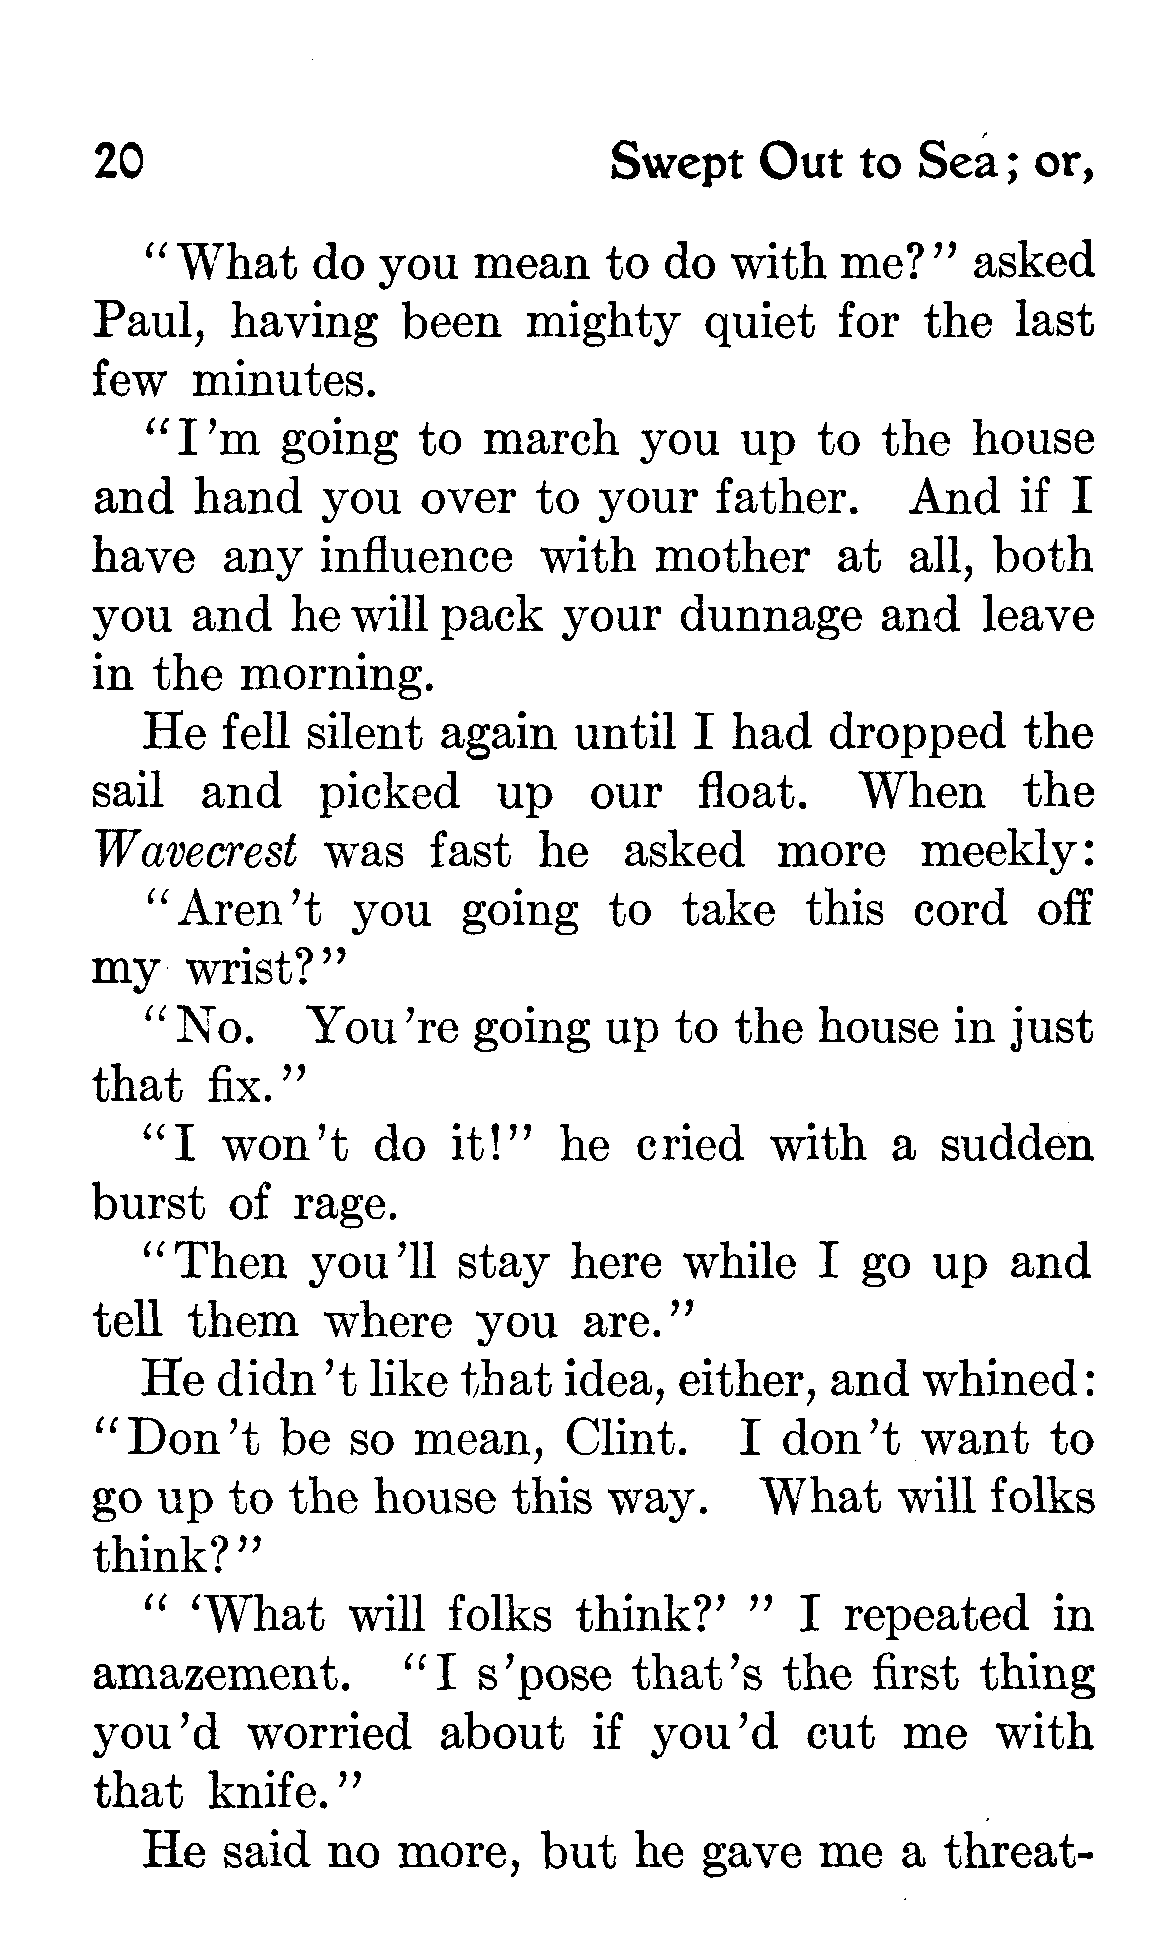 20 Swept Out to Sea; or,
"What do you mean to do with me?" asked
Paul, having been mighty quiet for the last
few minutes.
"I'm going to march you up to the house
and hand you over to your father. And if I
have any influence with mother at all, both
you and he will pack your dunnage and leave
in the morning.
He fell silent again until I had dropped the
sail and picked up our float. When the
Wavecrest was fast he asked more meekly:
"Aren't you going to take this cord off
my wrist?"
"No. You're going up to the house in just
that fix."
"I won't do it!" he cried with a sudden
burst of rage.
"Then you'll stay here while I go up and
tell them where you are."
He didn't like that idea, either, and whined:
"Don't be so mean, Clint. I don't want to
go up to the house this way. What will folks
think?"
" 'What will folks think?' " I repeated in
amazement. "I s'pose that's the first thing
you'd worried about if you'd cut me with
that knife."
He said no more, but he gave me a threat-